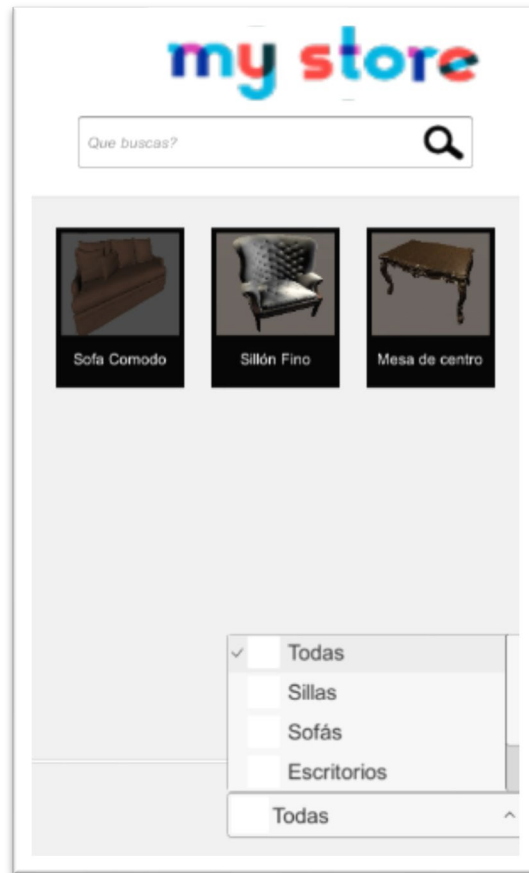 my store
Que buscas?
Sofa Comodo
Sillón Fino
Mesa de centro
Todas
Sillas
Sofás
Escritorios
Todas